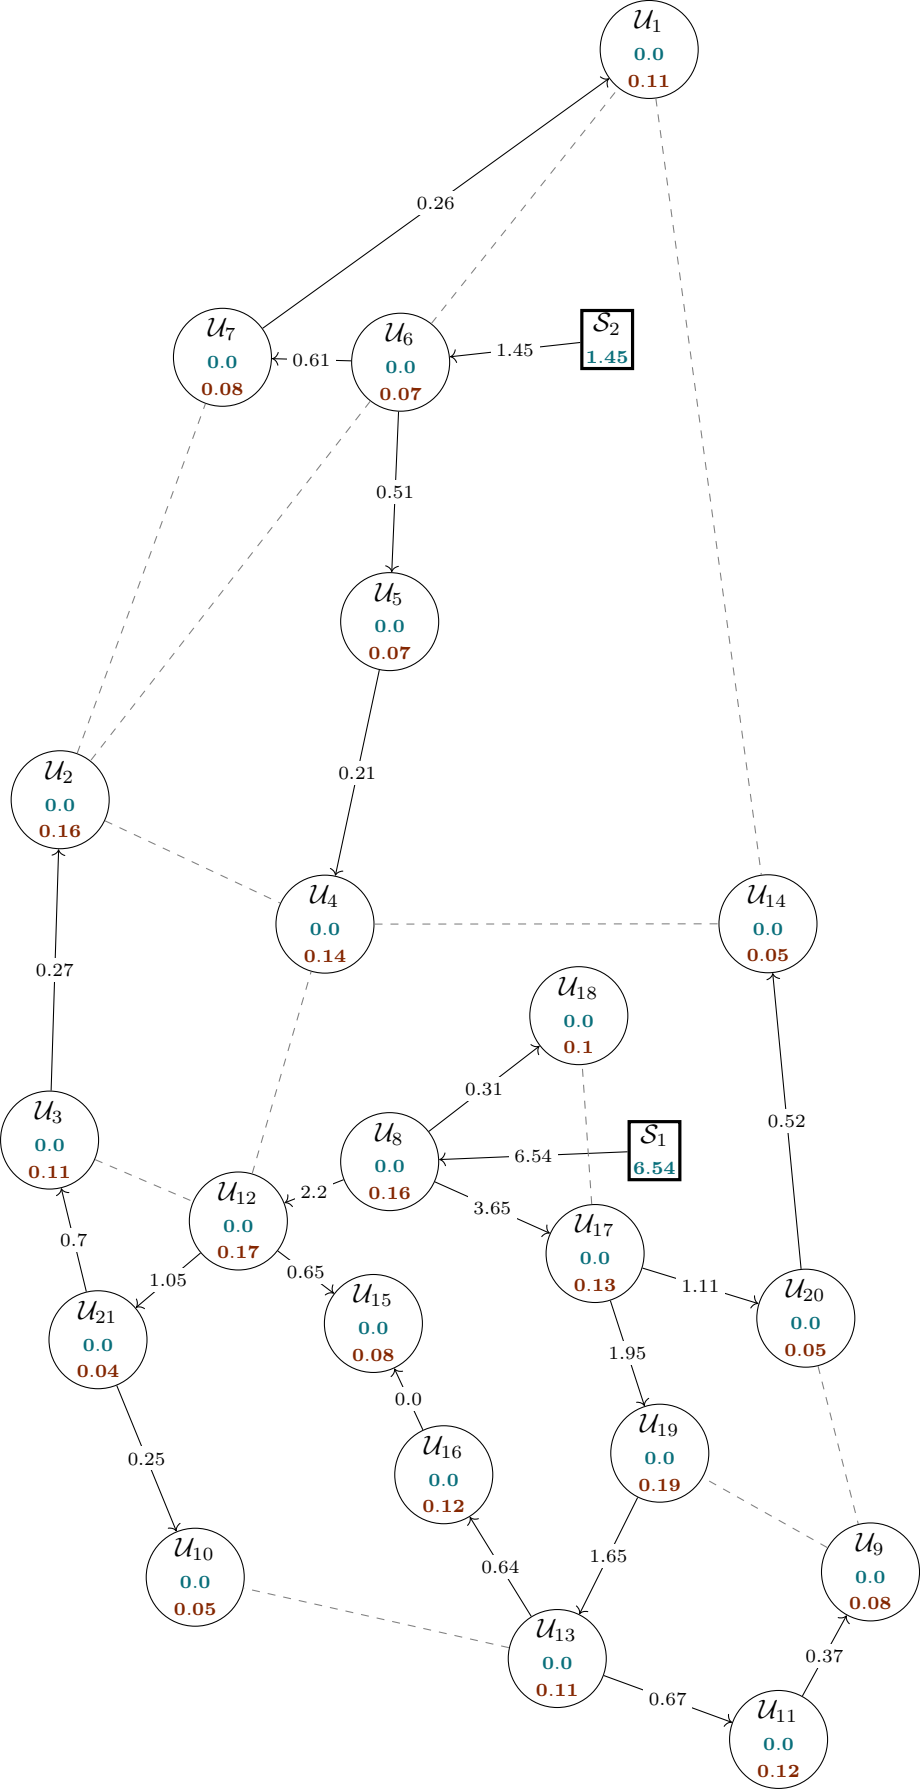 𝒰₁
0.0
0.11
0.26
𝒰₇
0.0
0.08
0.61
𝒰₆
0.0
0.07
1.45
𝒮₂
1.45
0.51
𝒰₅
0.0
0.07
0.21
𝒰₂
0.0
0.16
𝒰₄
0.0
0.14
𝒰₁₄
0.0
0.05
0.27
𝒰₁₈
0.0
0.1
0.31
0.52
𝒰₃
0.0
0.11
𝒰₈
0.0
0.16
6.54
𝒮₁
6.54
2.2
3.65
𝒰₁₂
0.0
0.17
𝒰₁₇
0.0
0.13
0.7
1.05
0.65
1.11
𝒰₂₀
0.0
0.05
𝒰₂₁
0.0
0.04
𝒰₁₅
0.0
0.08
1.95
0.0
0.25
𝒰₁₆
0.0
0.12
𝒰₁₉
0.0
0.19
𝒰₁₀
0.0
0.05
0.64
1.65
𝒰₉
0.0
0.08
𝒰₁₃
0.0
0.11
0.37
0.67
𝒰₁₁
0.0
0.12